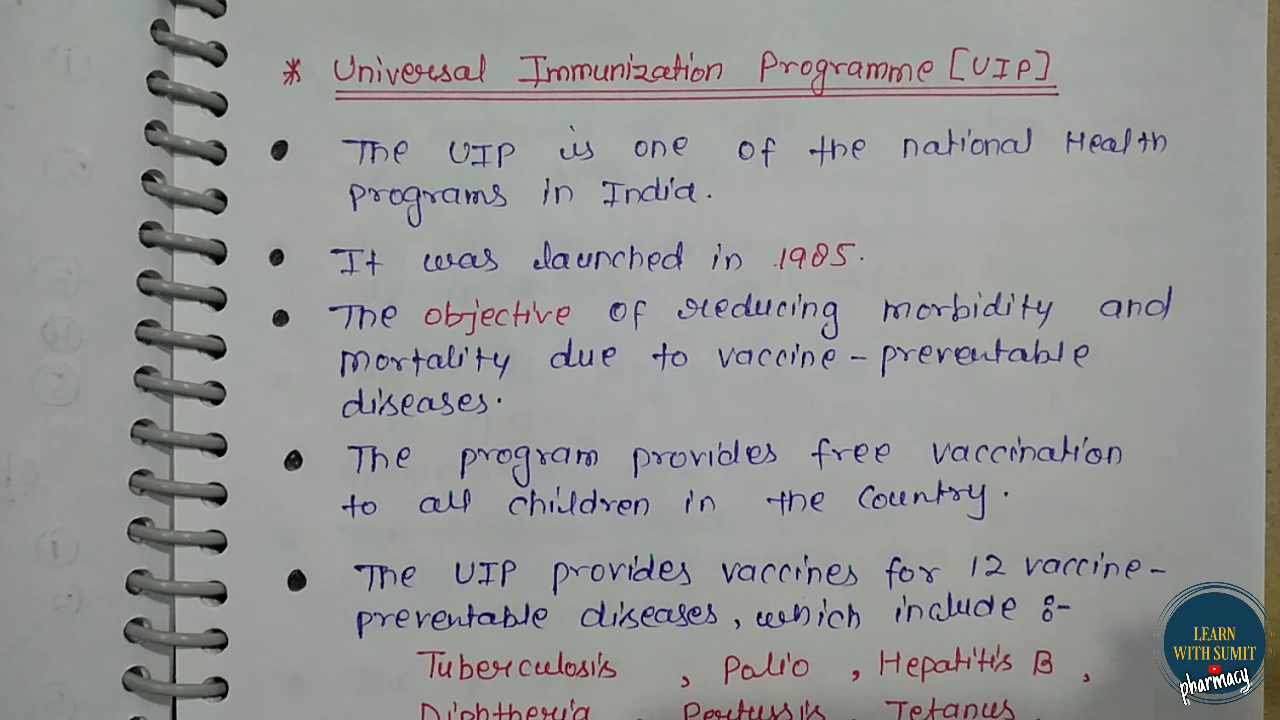 * Universal Immunization Programme [UIP]
• The UIP is one of the national Health
programs in India.
• It was launched in 1985.
• The objective of reducing morbidity and
mortality due to vaccine-preventable
diseases.
• The program provides free vaccination
to all children in the country.
• The UIP provides vaccines for 12 vaccine-
preventable diseases, which include :-
Tuberculosis, Polio, Hepatitis B,
Diphtheria, Pertussis, Tetanus,
LEARN
WITH SUMIT
pharmacy